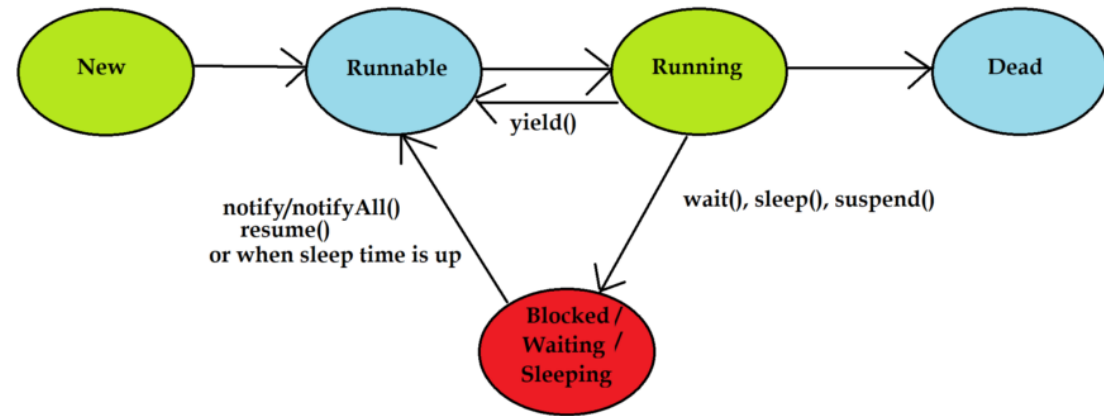 New
Runnable
Running
Dead
yield()
wait(), sleep(), suspend()
notify/notifyAll()
resume()
or when sleep time is up
Blocked /
Waiting /
Sleeping